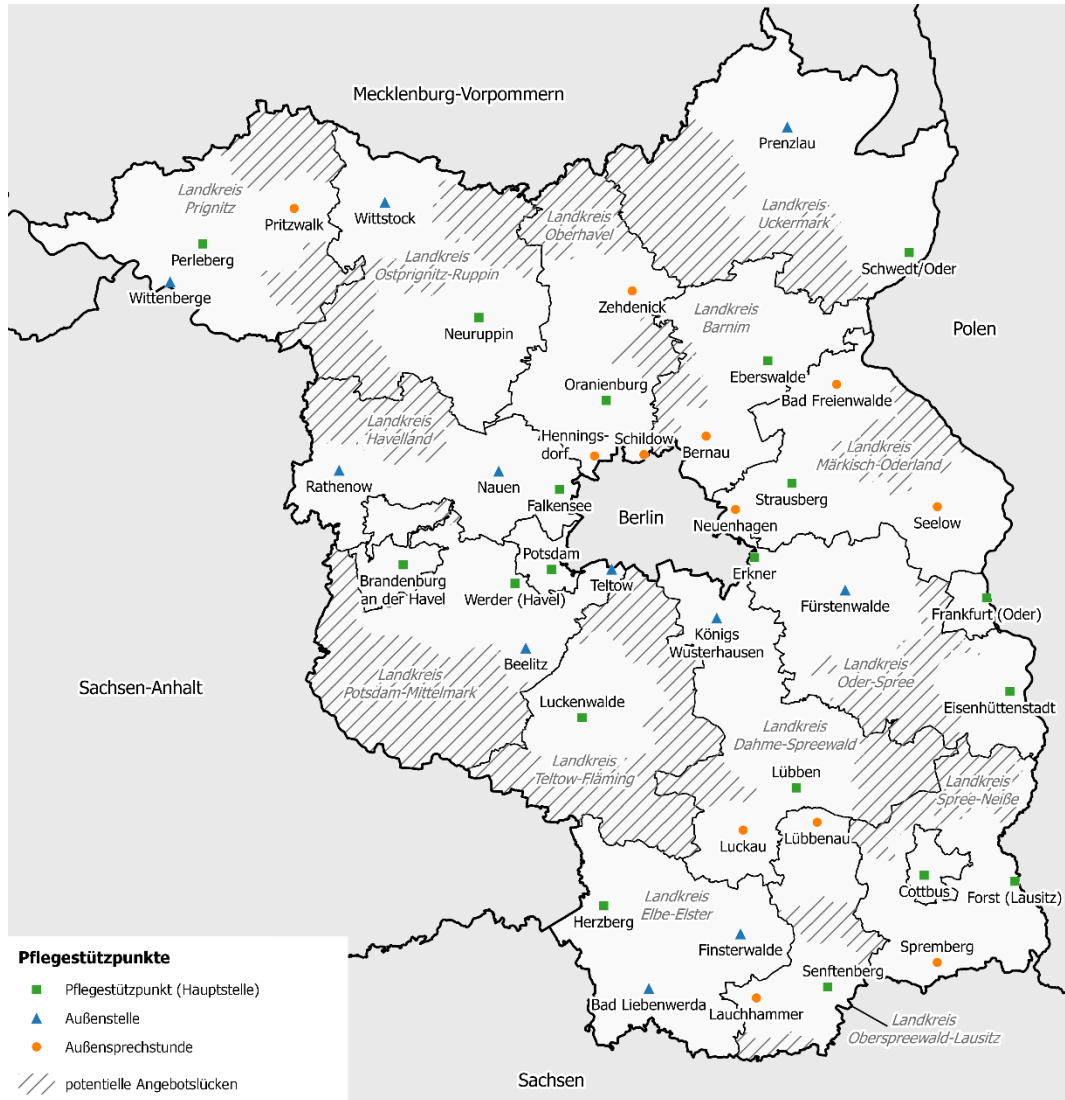 Mecklenburg-Vorpommern
Prenzlau
Landkreis
Prignitz
Pritzwalk
Wittstock
Landkreis
Oberhavel
Landkreis
Uckermark
Perleberg
Landkreis
Ostprignitz-Ruppin
Schwedt/Oder
Wittenberge
Zehdenick
Landkreis
Barnim
Neuruppin
Polen
Eberswalde
Oranienburg
Bad Freienwalde
Landkreis
Havelland
Hennings-
dorf
Schildow
Bernau
Landkreis
Märkisch-Oderland
Rathenow
Nauen
Falkensee
Strausberg
Berlin
Neuenhagen
Seelow
Potsdam
Brandenburg
an der Havel
Werder (Havel)
Teltow
Erkner
Fürstenwalde
Frankfurt (Oder)
Königs
Wusterhausen
Beelitz
Sachsen-Anhalt
Landkreis
Potsdam-Mittelmark
Landkreis
Oder-Spree
Luckenwalde
Eisenhüttenstadt
Landkreis
Dahme-Spreewald
Landkreis
Teltow-Fläming
Lübben
Landkreis
Spree-Neiße
Luckau
Lübbenau
Cottbus
Forst (Lausitz)
Landkreis
Elbe-Elster
Herzberg
Finsterwalde
Spremberg
Senftenberg
Bad Liebenwerda
Lauchhammer
Landkreis
Oberspreewald-Lausitz
Sachsen
Pflegestützpunkte
Pflegestützpunkt (Hauptstelle)
Außenstelle
Außensprechstunde
potentielle Angebotslücken